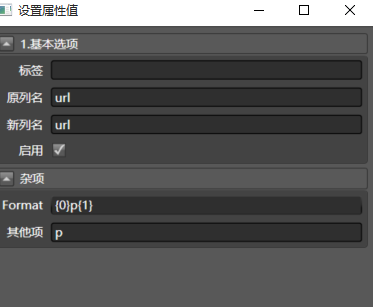 设置属性值
1.基本选项
标签
原列名 url
新列名 url
启用
杂项
Format {0}p{1}
其他项 p